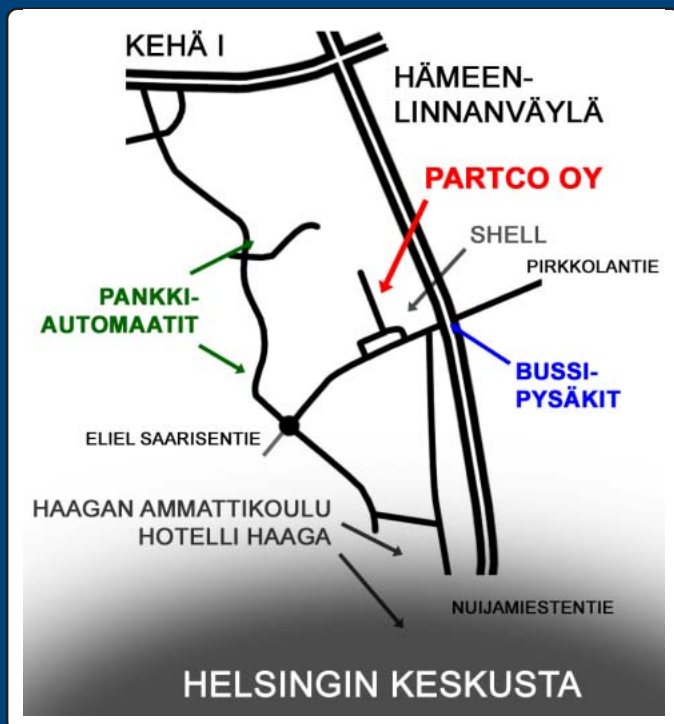 KEHÄ I
HÄMEEN-
LINNANVÄYLÄ
PARTCO OY
SHELL
PIRKKOLANTIE
PANKKI-
AUTOMAATIT
BUSSI-
PYSÄKIT
ELIEL SAARISENTIE
HAAGAN AMMATTIKOULU
HOTELLI HAAGA
NUIJAMIESTENTIE
HELSINGIN KESKUSTA